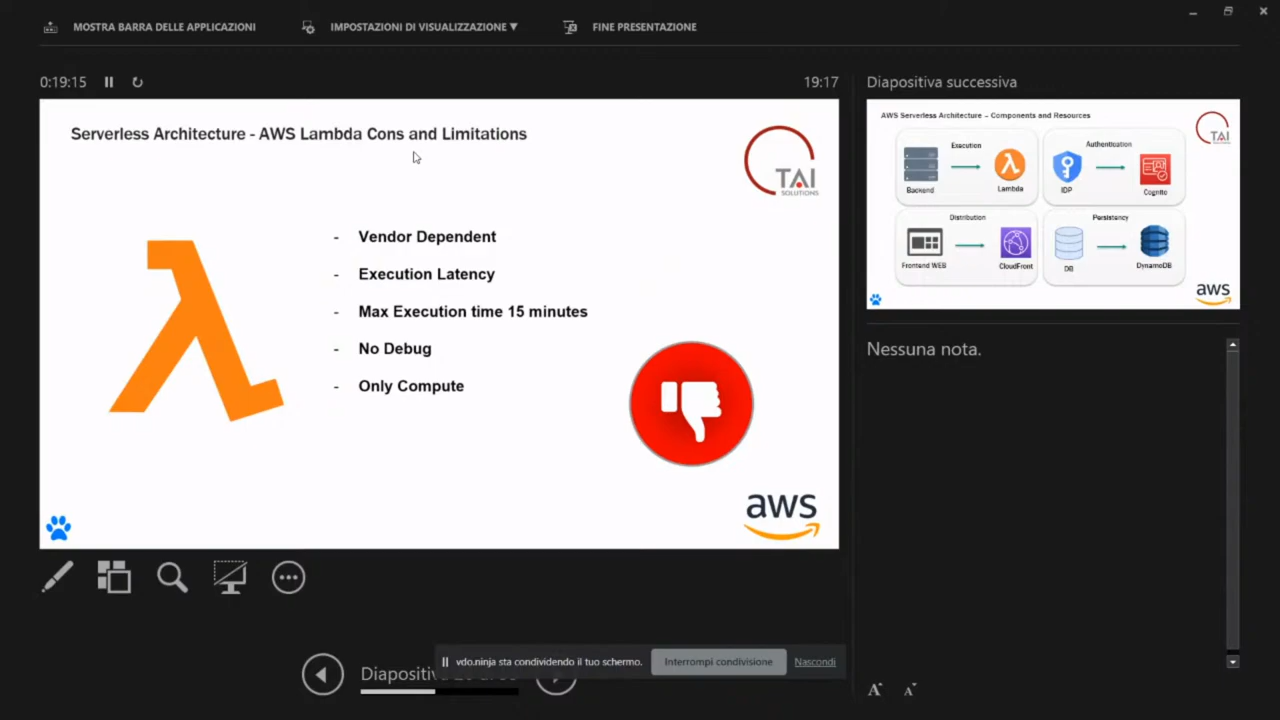 MOSTRA BARRA DELLE APPLICAZIONI
IMPOSTAZIONI DI VISUALIZZAZIONE ▼
FINE PRESENTAZIONE
0:19:15
19:17
Serverless Architecture - AWS Lambda Cons and Limitations
TAI
SOLUTIONS
- Vendor Dependent
- Execution Latency
- Max Execution time 15 minutes
- No Debug
- Only Compute
aws
Diapositiva successiva
AWS Serverless Architecture – Components and Resources
TAI
SOLUTIONS
Execution
Backend
Lambda
Authentication
IDP
Cognito
Distribution
Frontend WEB
CloudFront
Persistency
DB
DynamoDB
aws
Nessuna nota.
vdo.ninja sta condividendo il tuo schermo.
Interrompi condivisione
Nascondi
A
A